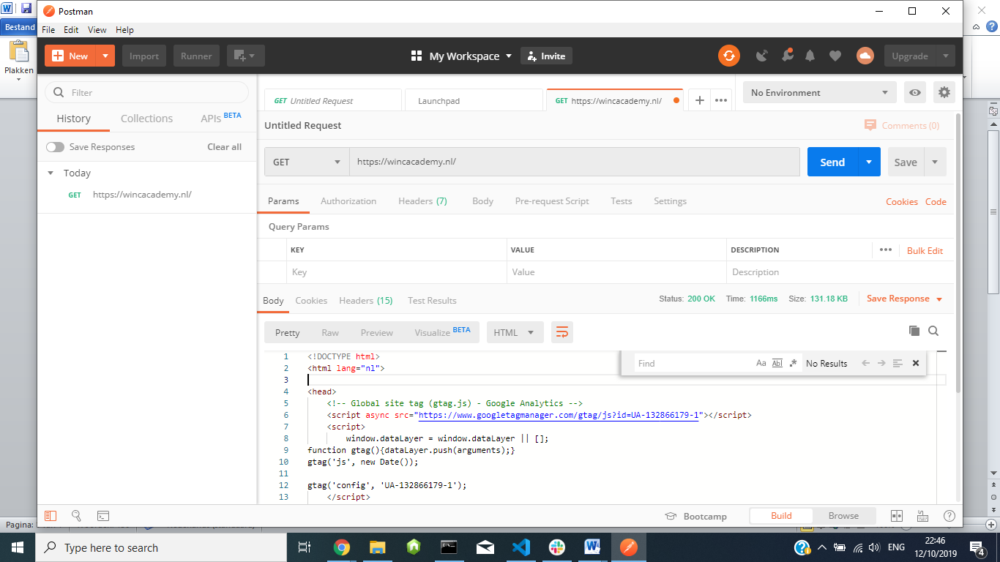 Postman
File Edit View Help
Bestand
Plakken
New Import Runner My Workspace Invite Upgrade
Filter
History Collections APIs BETA
Save Responses Clear all
Today
GET https://wincacademy.nl/
GET Untitled Request Launchpad GET https://wincacademy.nl/ No Environment
Untitled Request Comments (0)
GET https://wincacademy.nl/ Send Save
Params Authorization Headers (7) Body Pre-request Script Tests Settings Cookies Code
Query Params
KEY VALUE DESCRIPTION Bulk Edit
Key Value Description
Body Cookies Headers (15) Test Results Status: 200 OK Time: 1166ms Size: 131.18 KB Save Response
Pretty Raw Preview Visualize BETA HTML
Find Aa Abl .* No Results
1 <!DOCTYPE html>
2 <html lang="nl">
3
4 <head>
5 <!-- Global site tag (gtag.js) - Google Analytics -->
6 <script async src="https://www.googletagmanager.com/gtag/js?id=UA-132866179-1"></script>
7 <script>
8 window.dataLayer = window.dataLayer || [];
9 function gtag(){dataLayer.push(arguments);}
10 gtag('js', new Date());
11
12 gtag('config', 'UA-132866179-1');
13 </script>
Bootcamp Build Browse
Pagina:
Type here to search ENG 22:46
12/10/2019 4